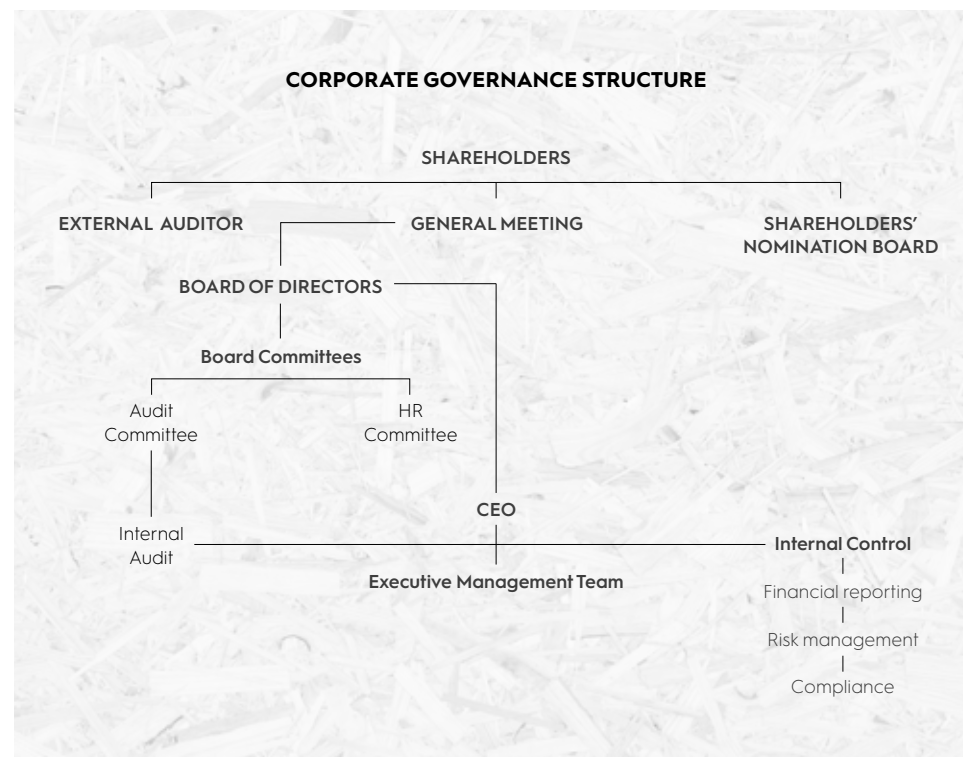 CORPORATE GOVERNANCE STRUCTURE
SHAREHOLDERS
EXTERNAL AUDITOR
GENERAL MEETING
SHAREHOLDERS’
NOMINATION BOARD
BOARD OF DIRECTORS
Board Committees
Audit
Committee
HR
Committee
CEO
Internal
Audit
Internal Control
Executive Management Team
Financial reporting
Risk management
Compliance